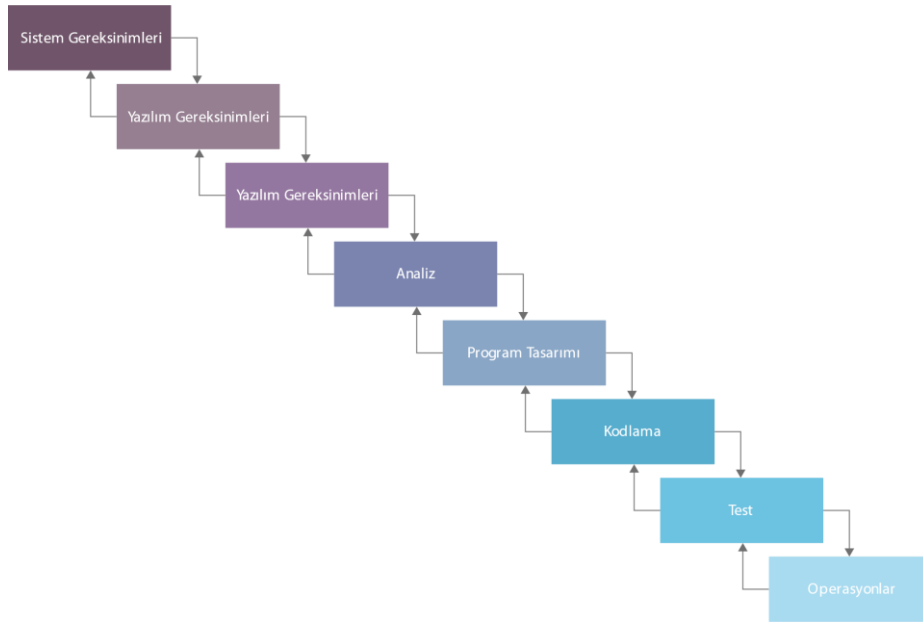 Sistem Gereksinimleri
Yazılım Gereksinimleri
Yazılım Gereksinimleri
Analiz
Program Tasarımı
Kodlama
Test
Operasyonlar